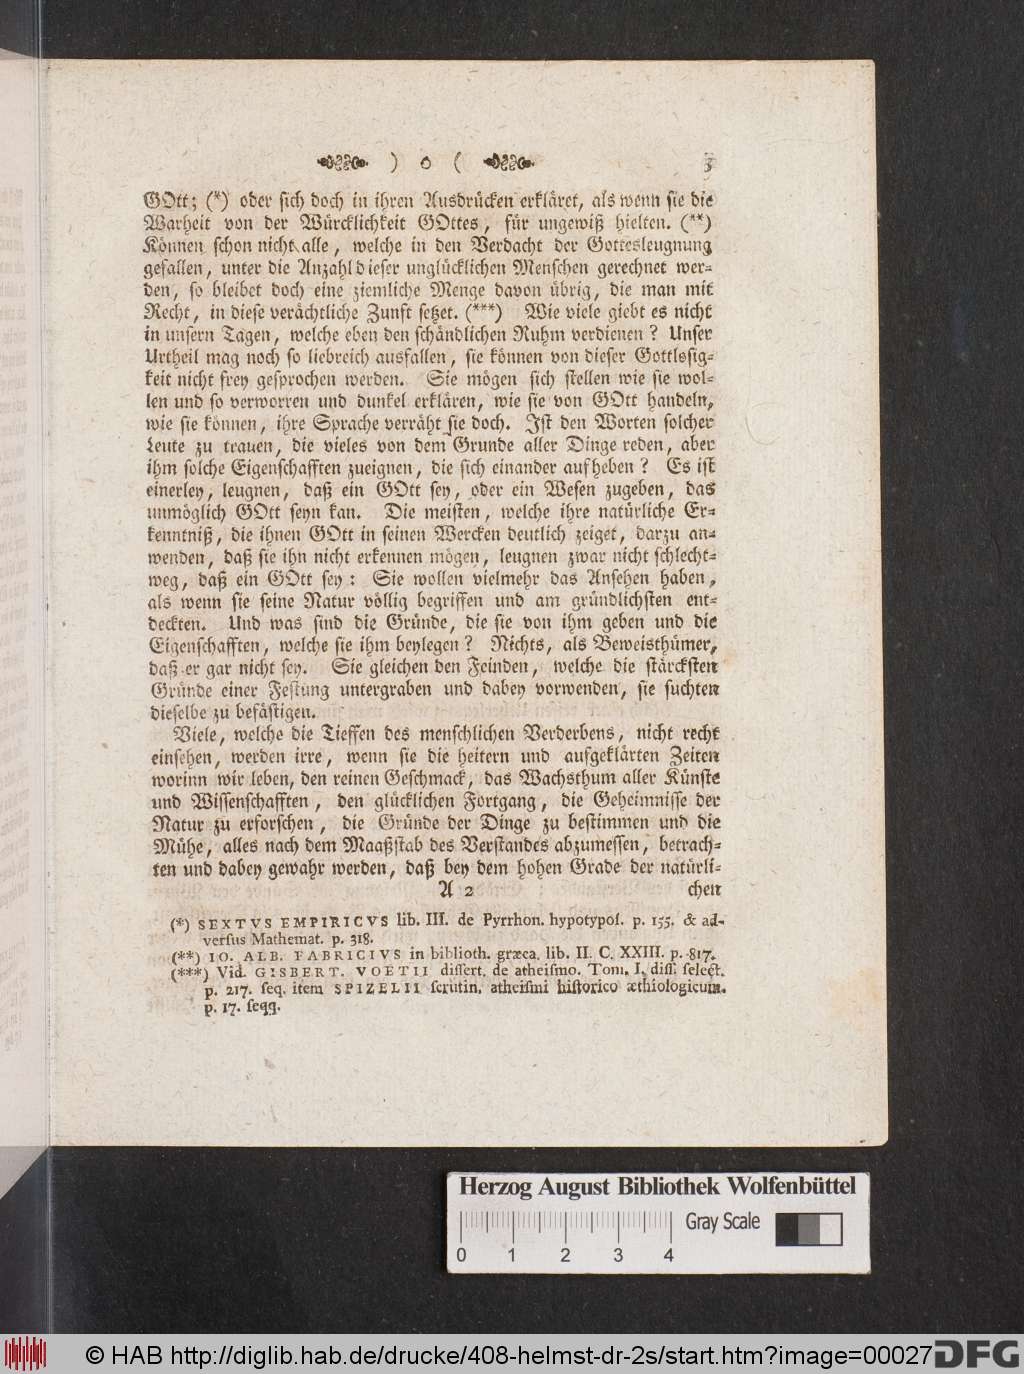 ) o ( 3
GOtt; (*) oder sich doch in ihren Ausdrücken erkläret, als wenn sie die
Warheit von der Würcklichkeit GOttes, für ungewiß hielten. (**)
Können schon nicht alle, welche in den Verdacht der Gottesleugnung
gefallen, unter die Anzahl dieser unglücklichen Menschen gerechnet wer-
den, so bleibet doch eine ziemliche Menge davon übrig, die man mit
Recht, in diese verächtliche Zunft setzet. (***) Wie viele giebt es nicht
in unsern Tagen, welche eben den schändlichen Ruhm verdienen? Unser
Urtheil mag noch so liebreich ausfallen, sie können von dieser Gottlosig-
keit nicht frey gesprochen werden. Sie mögen sich stellen wie sie wol-
len und so verworren und dunkel erklären, wie sie von GOtt handeln,
wie sie können, ihre Sprache verräht sie doch. Ist den Worten solcher
Leute zu trauen, die vieles von dem Grunde aller Dinge reden, aber
ihm solche Eigenschafften zueignen, die sich einander aufheben? Es ist
einerley, leugnen, daß ein GOtt sey, oder ein Wesen zugeben, das
unmöglich GOtt seyn kan. Die meisten, welche ihre natürliche Er-
kenntniß, die ihnen GOtt in seinen Wercken deutlich zeiget, darzu an-
wenden, daß sie ihn nicht erkennen mögen, leugnen zwar nicht schlecht-
weg, daß ein GOtt sey: Sie wollen vielmehr das Ansehen haben,
als wenn sie seine Natur völlig begriffen und am gründlichsten ent-
deckten. Und was sind die Gründe, die sie von ihm geben und die
Eigenschafften, welche sie ihm beylegen? Nichts, als Beweisthümer,
daß er gar nicht sey. Sie gleichen den Feinden, welche die stärcksten
Gründe einer Festung untergraben und dabey vorwenden, sie suchten
dieselbe zu befästigen.
Viele, welche die Tieffen des menschlichen Verderbens, nicht recht
einsehen, werden irre, wenn sie die heitern und ausgeklärten Zeiten
worinn wir leben, den reinen Geschmack, das Wachsthum aller Künste
und Wissenschafften, den glücklichen Fortgang, die Geheimnisse der
Natur zu erforschen, die Gründe der Dinge zu bestimmen und die
Mühe, alles nach dem Maaßstab des Verstandes abzumessen, betrach-
ten und dabey gewahr werden, daß bey dem hohen Grade der natürli-
A 2 chen
(*) SEXTVS EMPIRICVS lib. III. de Pyrrhon. hypotypoſ. p. 155. & ad-
verſus Mathemat. p. 318.
(**) IO. ALB. FABRICIVS in biblioth. græca. lib. II. C. XXIII. p. 817.
(***) Vid. GISBERT. VOETII diſſert. de atheiſmo. Tom. I. diſſ. ſelect.
p. 217. ſeq. item SPIZELII ſcrutin. atheiſmi hiſtorico æthiologicum.
p. 17. ſeqq.
Herzog August Bibliothek Wolfenbüttel
Gray Scale
0 1 2 3 4
© HAB http://diglib.hab.de/drucke/408-helmst-dr-2s/start.htm?image=00027
DFG